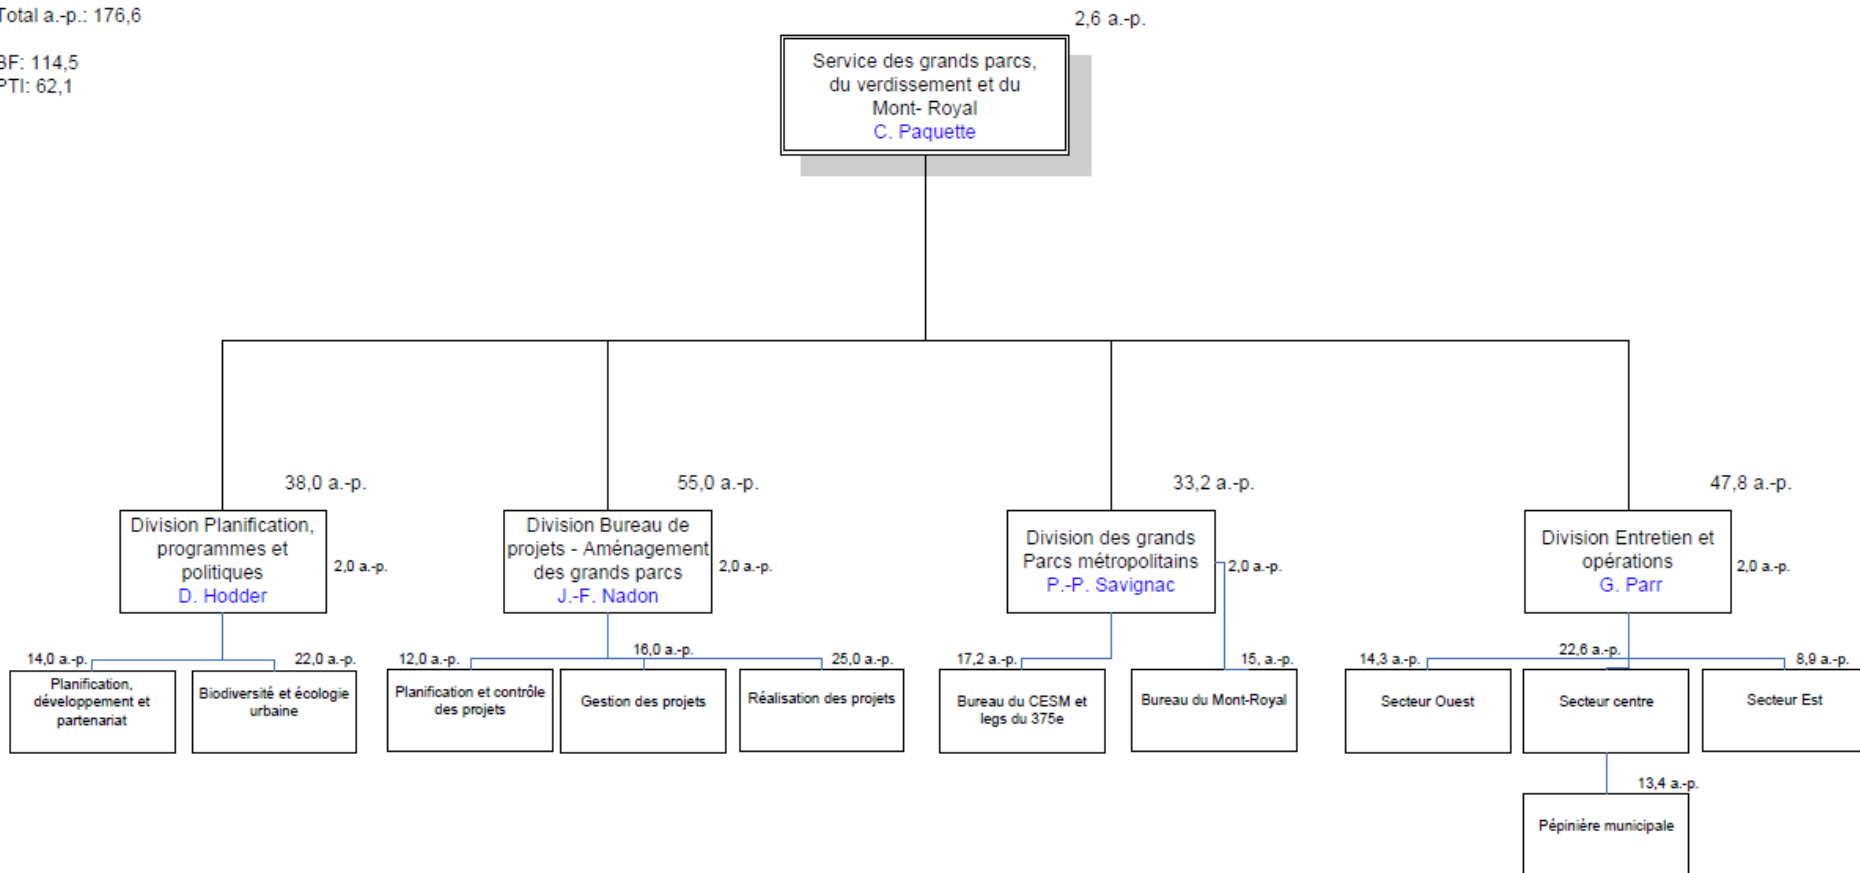 Total a.-p.: 176,6
BF: 114,5
PTI: 62,1
2,6 a.-p.
Service des grands parcs,
du verdissement et du
Mont- Royal
C. Paquette
38,0 a.-p.
Division Planification,
programmes et
politiques
D. Hodder
2,0 a.-p.
55,0 a.-p.
Division Bureau de
projets - Aménagement
des grands parcs
J.-F. Nadon
2,0 a.-p.
33,2 a.-p.
Division des grands
Parcs métropolitains
P.-P. Savignac
2,0 a.-p.
47,8 a.-p.
Division Entretien et
opérations
G. Parr
2,0 a.-p.
14,0 a.-p.
Planification,
développement et
partenariat
22,0 a.-p.
Biodiversité et écologie
urbaine
12,0 a.-p.
Planification et contrôle
des projets
16,0 a.-p.
Gestion des projets
25,0 a.-p.
Réalisation des projets
17,2 a.-p.
Bureau du CESM et
legs du 375e
15, a.-p.
Bureau du Mont-Royal
14,3 a.-p.
Secteur Ouest
22,6 a.-p.
Secteur centre
8,9 a.-p.
Secteur Est
13,4 a.-p.
Pépinière municipale